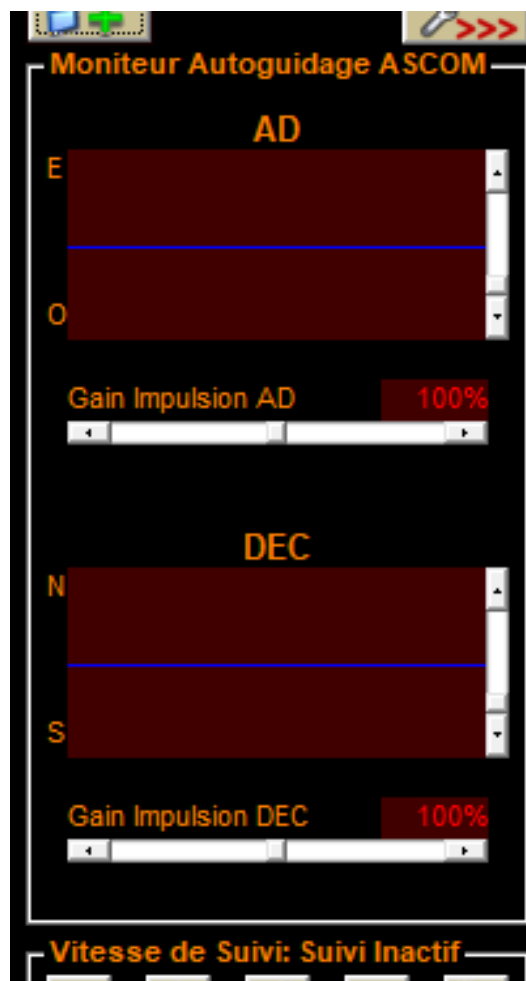 >>>
Moniteur Autoguidage ASCOM
AD
E
O
Gain Impulsion AD 100%
DEC
N
S
Gain Impulsion DEC 100%
Vitesse de Suivi: Suivi Inactif